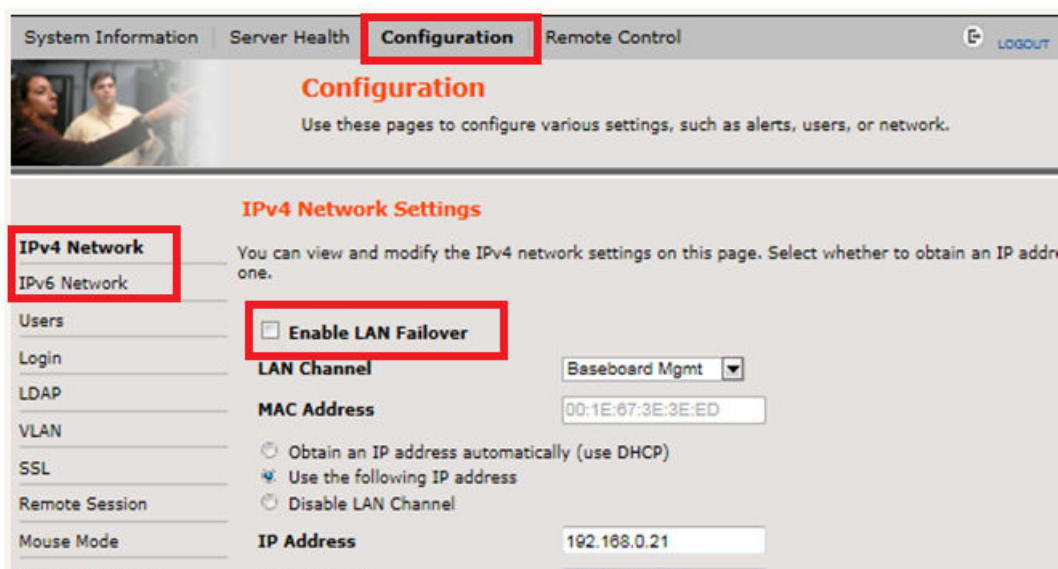 System Information Server Health Configuration Remote Control LOGOUT
Configuration
Use these pages to configure various settings, such as alerts, users, or network.
IPv4 Network Settings
IPv4 Network
You can view and modify the IPv4 network settings on this page. Select whether to obtain an IP addre
one.
IPv6 Network
Users
Enable LAN Failover
Login
LAN Channel Baseboard Mgmt
LDAP
MAC Address 00:1E:67:3E:3E:ED
VLAN
Obtain an IP address automatically (use DHCP)
SSL
Use the following IP address
Remote Session
Disable LAN Channel
Mouse Mode
IP Address 192.168.0.21